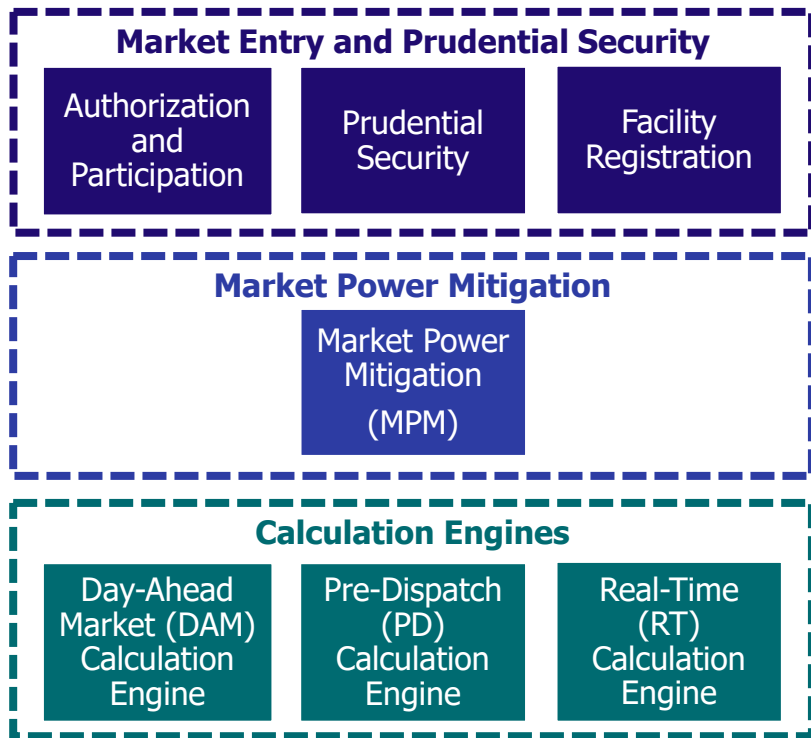 Market Entry and Prudential Security
Authorization
and
Participation
Prudential
Security
Facility
Registration
Market Power Mitigation
Market Power
Mitigation
(MPM)
Calculation Engines
Day-Ahead
Market (DAM)
Calculation
Engine
Pre-Dispatch
(PD)
Calculation
Engine
Real-Time
(RT)
Calculation
Engine